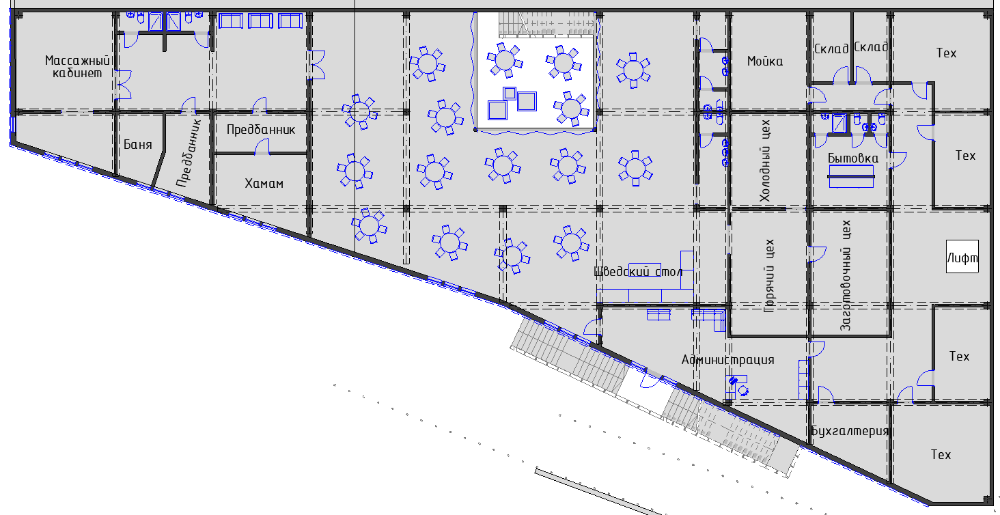 Массажный
кабинет
Мойка
Склад
Склад
Тех
Баня
Предбанник
Предбанник
Хамам
Холодный цех
Бытовка
Тех
Шведский стол
Горячий цех
Заготовочный цех
Лифт
Администрация
Тех
Бухгалтерия
Тех